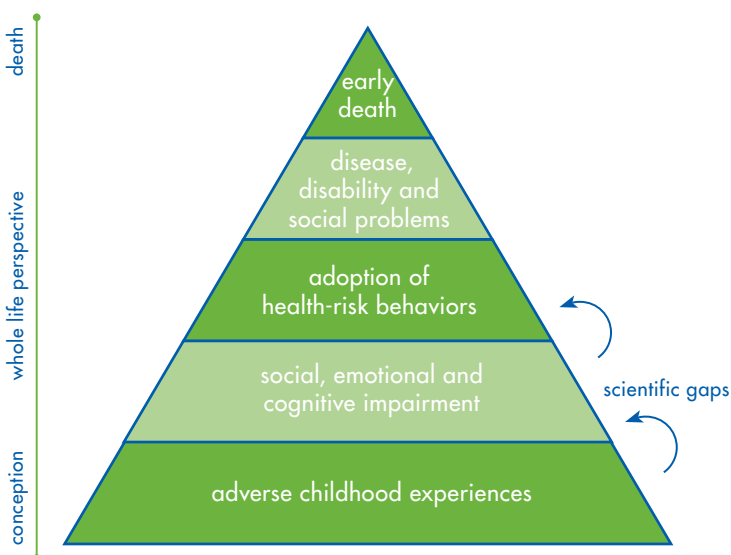 death
whole life perspective
conception
early
death
disease,
disability and
social problems
adoption of
health-risk behaviors
social, emotional and
cognitive impairment
adverse childhood experiences
scientific gaps